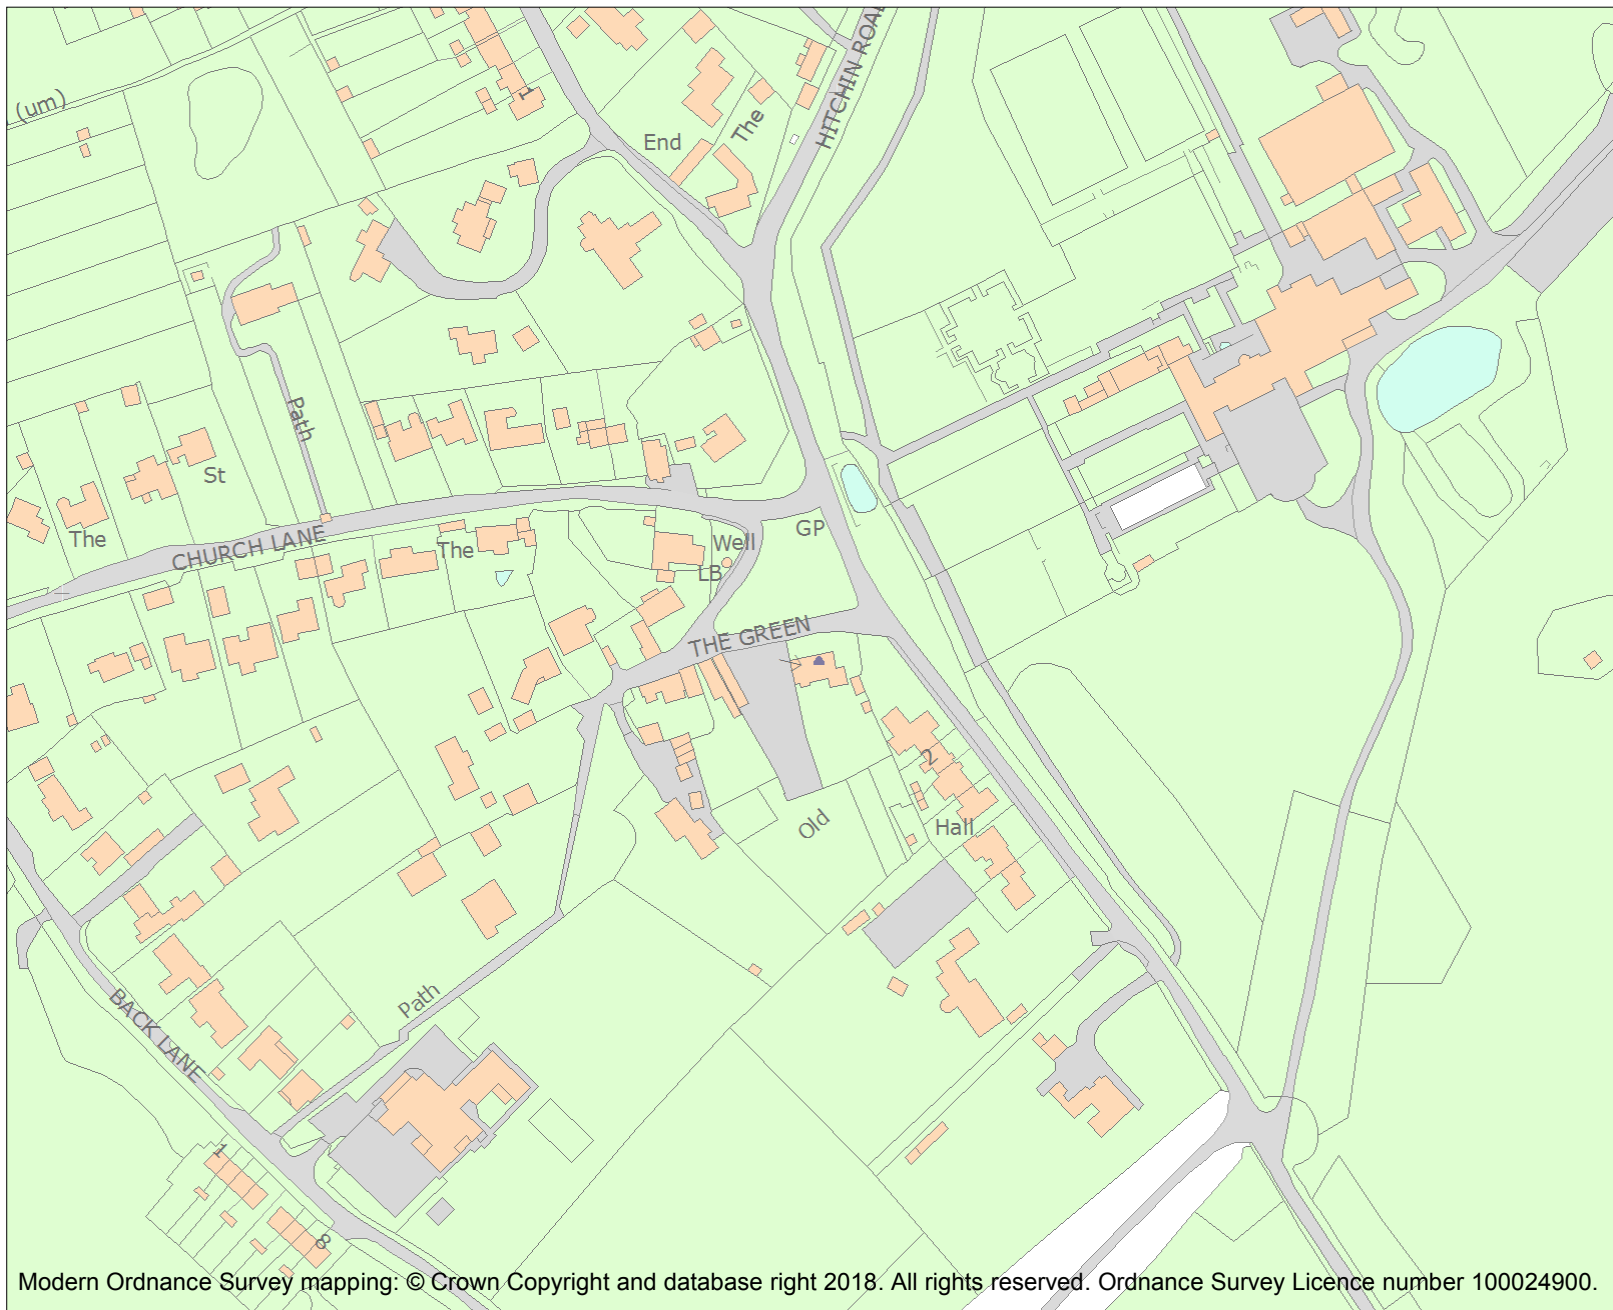 (um)
1
End
The
HITCHIN ROAD
Path
St
The
CHURCH LANE
The
Well
LB
GP
THE GREEN
2
Old
Hall
Path
BACK LANE
1
8
Modern Ordnance Survey mapping: © Crown Copyright and database right 2018. All rights reserved. Ordnance Survey Licence number 100024900.